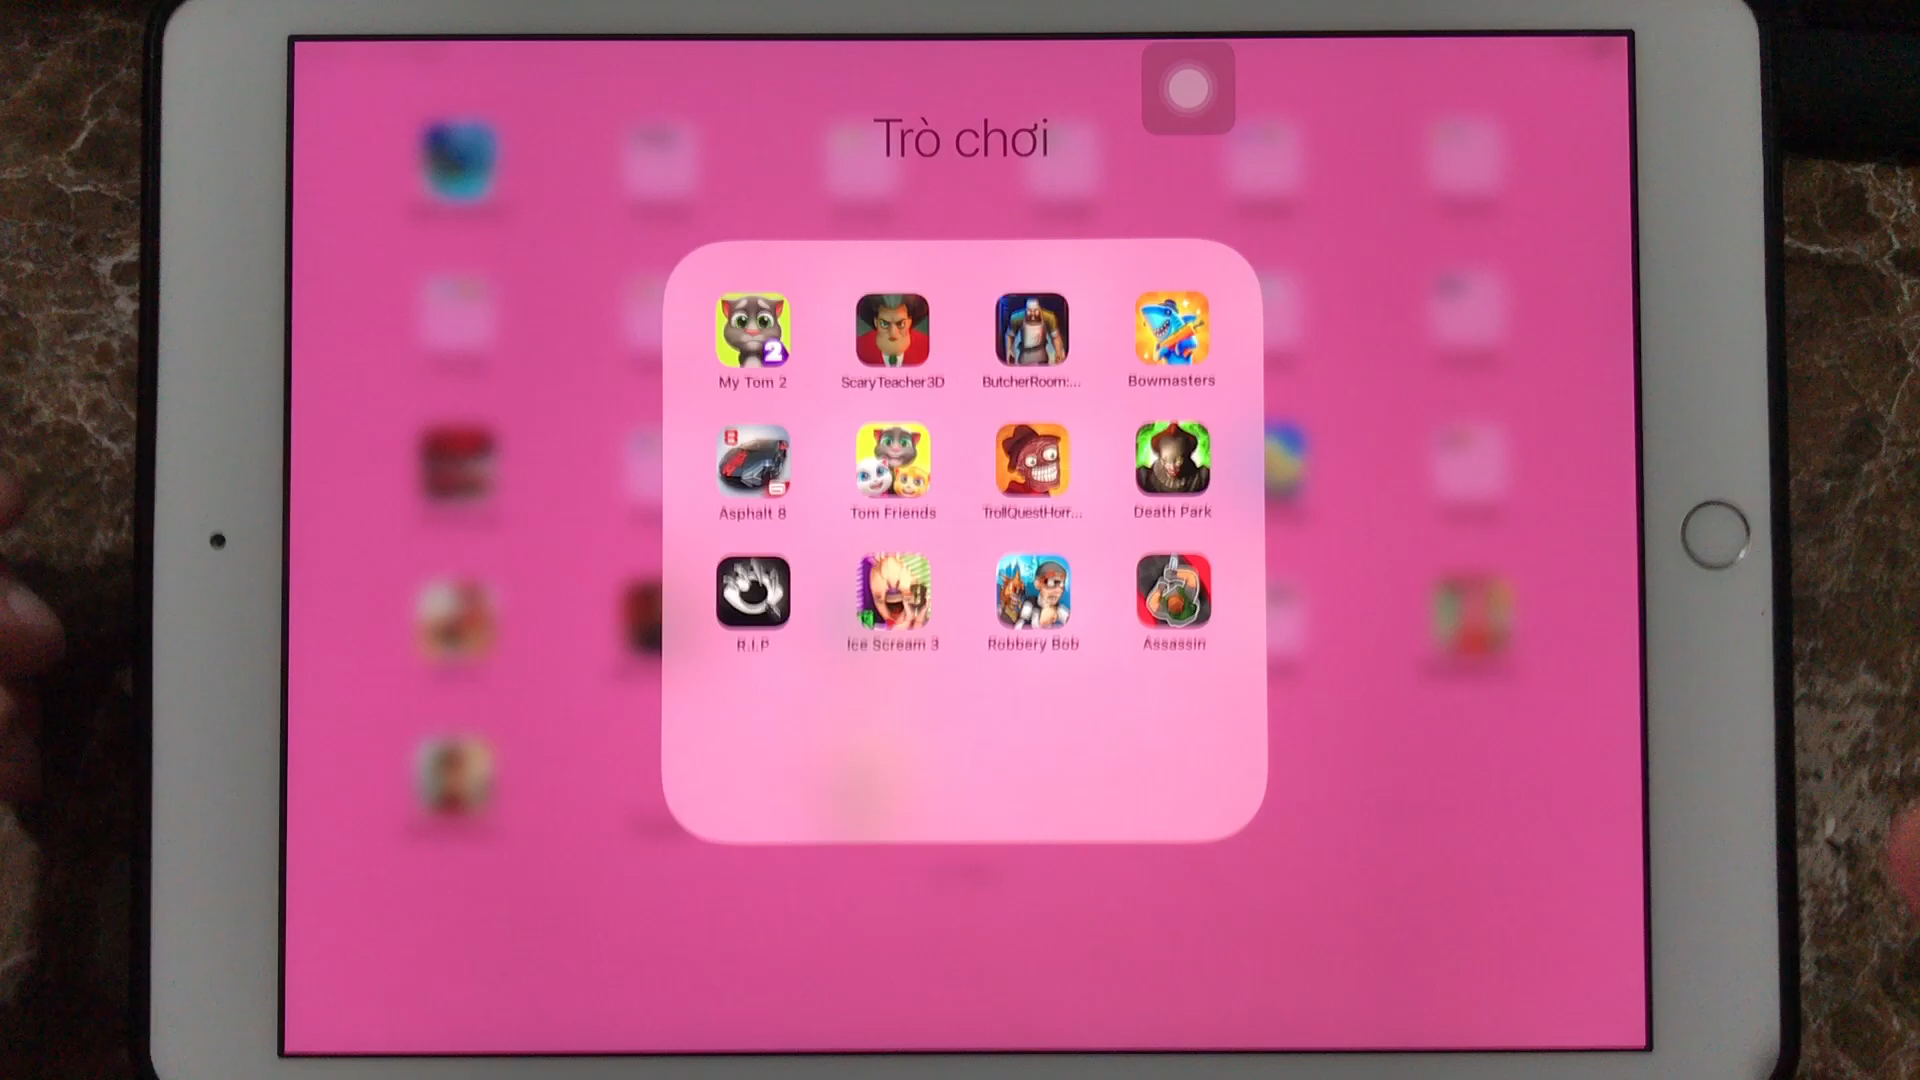 Trò chơi
My Tom 2
ScaryTeacher3D
ButcherRoom:...
Bowmasters
Asphalt 8
Tom Friends
TrollQuestHorr...
Death Park
R.I.P
Ice Scream 3
Robbery Bob
Assassin